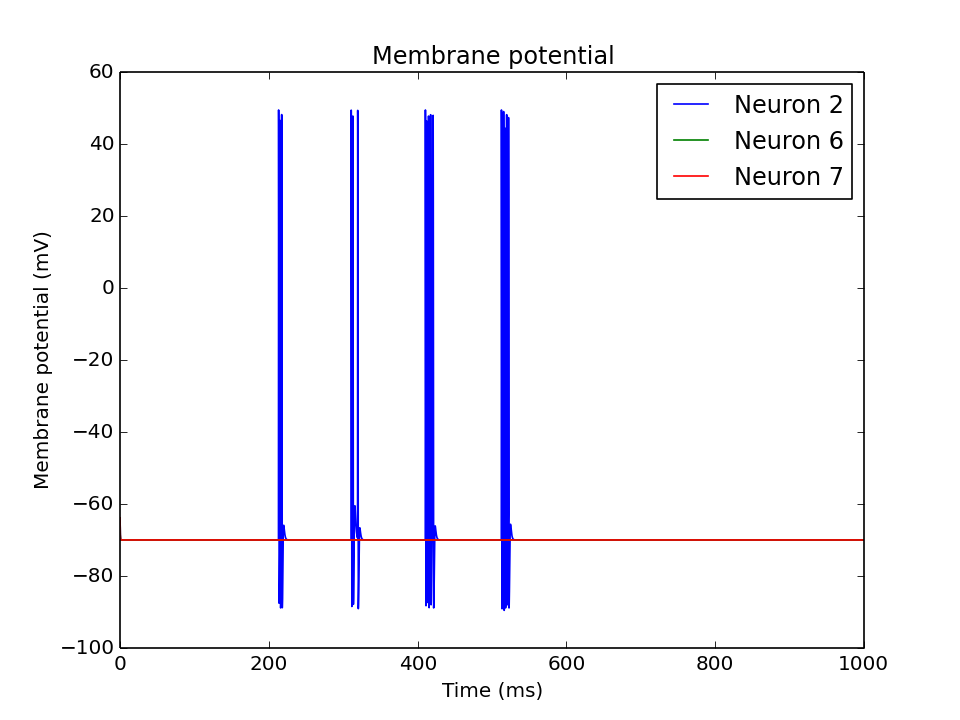 Membrane potential
60
40
20
0
−20
−40
−60
−80
−100
Membrane potential (mV)
Neuron 2
Neuron 6
Neuron 7
0 200 400 600 800 1000
Time (ms)